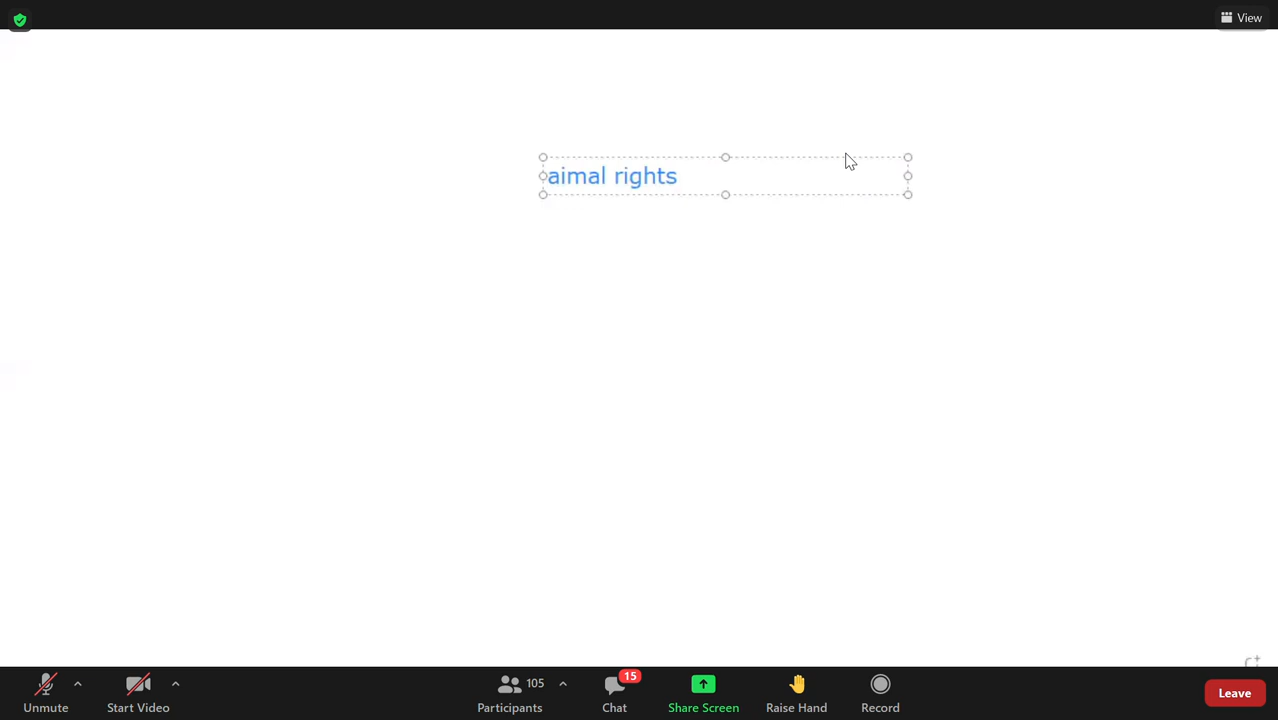 View
aimal rights
Unmute
Start Video
105
Participants
15
Chat
Share Screen
Raise Hand
Record
Leave